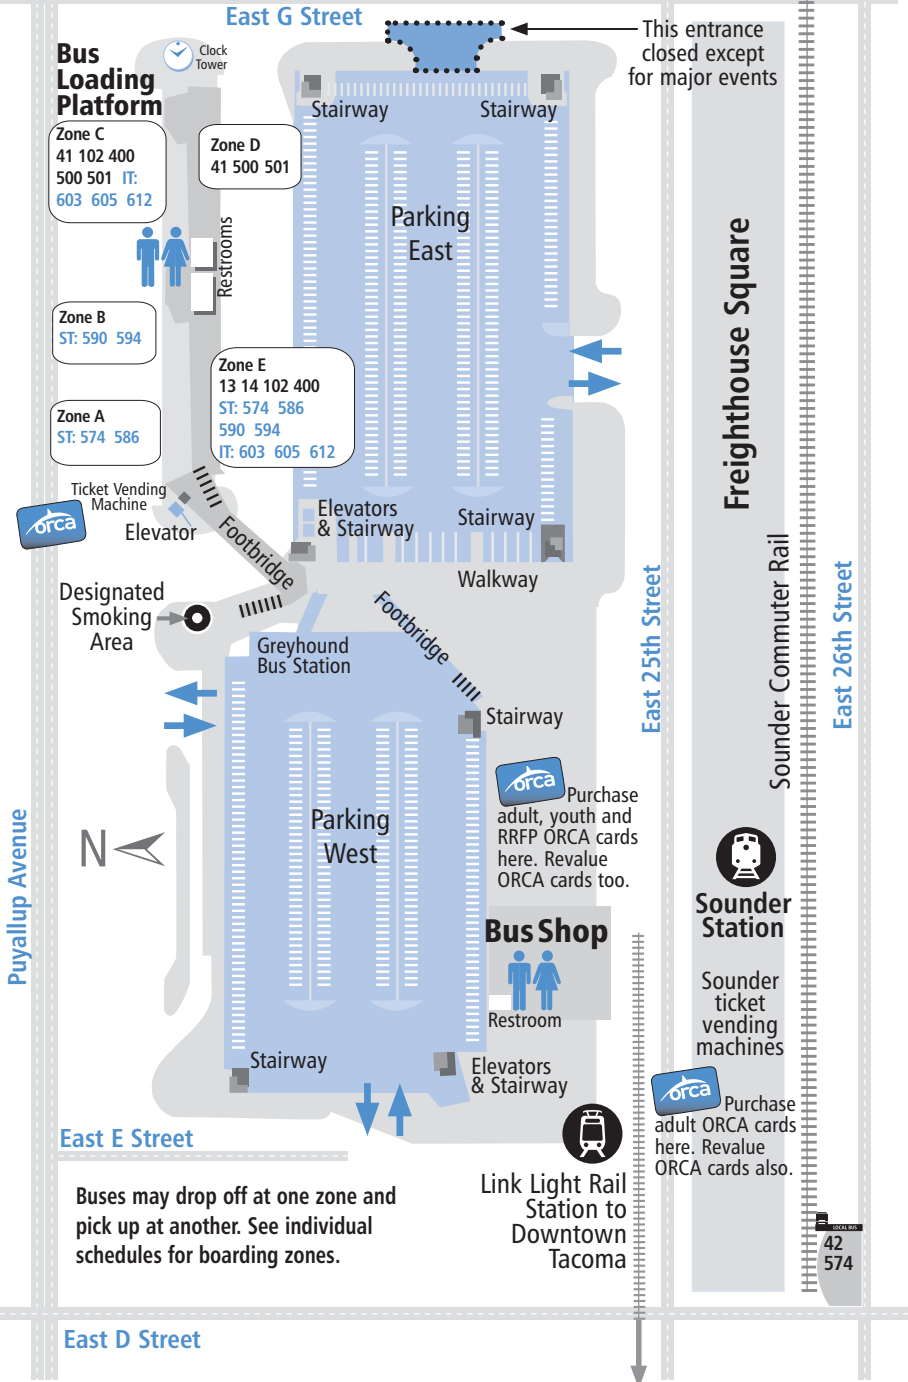 East G Street
This entrance
closed except
for major events
Bus
Loading
Platform
Clock
Tower
Zone C
41 102 400
500 501 IT:
603 605 612
Zone D
41 500 501
Stairway
Stairway
Parking
East
Restrooms
Zone B
ST: 590 594
Zone E
13 14 102 400
ST: 574 586
590 594
IT: 603 605 612
Zone A
ST: 574 586
Freighthouse Square
Ticket Vending
Machine
orca
Elevator
Footbridge
Elevators
& Stairway
Stairway
Walkway
Designated
Smoking
Area
Footbridge
Greyhound
Bus Station
East 25th Street
Sounder Commuter Rail
East 26th Street
Stairway
orca
Purchase
adult, youth and
RRFP ORCA cards
here. Revalue
ORCA cards too.
Parking
West
N
Puyallup Avenue
Sounder
Station
Bus Shop
Restroom
Sounder
ticket
vending
machines
Stairway
Elevators
& Stairway
orca
Purchase
adult ORCA cards
here. Revalue
ORCA cards also.
East E Street
Link Light Rail
Station to
Downtown
Tacoma
Buses may drop off at one zone and
pick up at another. See individual
schedules for boarding zones.
LOCAL BUS
42
574
East D Street